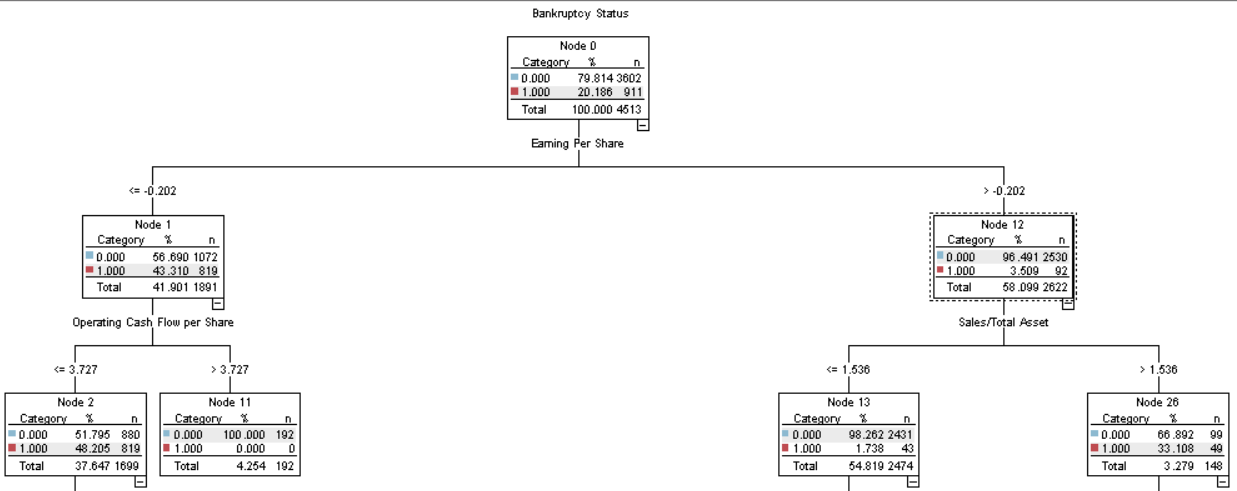 Bankruptcy Status
Node 0
Category % n
0.000 79.814 3602
1.000 20.186 911
Total 100.000 4513
Earning Per Share
<= -0.202
> -0.202
Node 1
Category % n
0.000 56.690 1072
1.000 43.310 819
Total 41.901 1891
Node 12
Category % n
0.000 96.491 2530
1.000 3.509 92
Total 58.099 2622
Operating Cash Flow per Share
Sales/Total Asset
<= 3.727
> 3.727
<= 1.536
> 1.536
Node 2
Category % n
0.000 51.795 880
1.000 48.205 819
Total 37.647 1699
Node 11
Category % n
0.000 100.000 192
1.000 0.000 0
Total 4.254 192
Node 13
Category % n
0.000 98.262 2431
1.000 1.738 43
Total 54.819 2474
Node 26
Category % n
0.000 66.892 99
1.000 33.108 49
Total 3.279 148